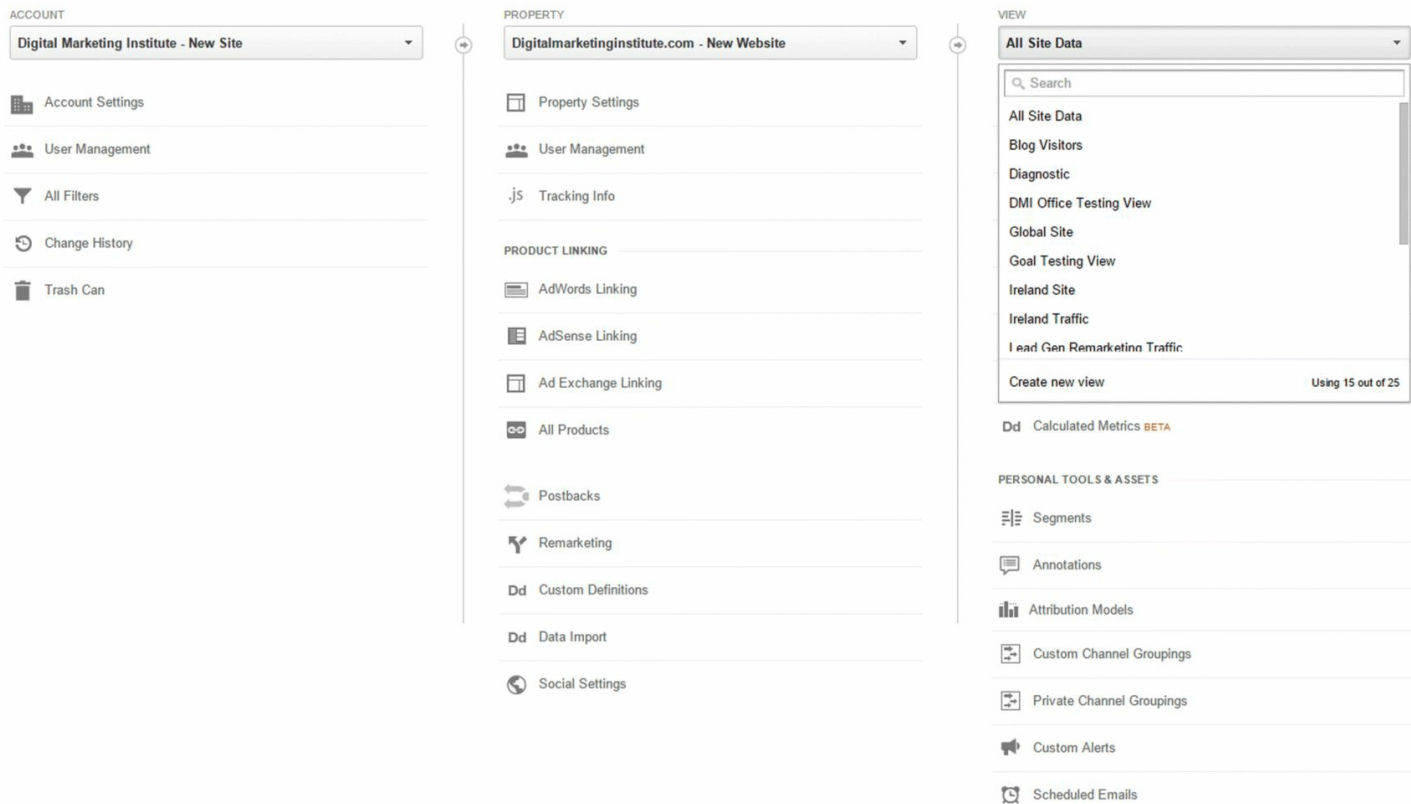 ACCOUNT
Digital Marketing Institute - New Site
Account Settings
User Management
All Filters
Change History
Trash Can
PROPERTY
Digitalmarketinginstitute.com - New Website
Property Settings
User Management
.js Tracking Info
PRODUCT LINKING
AdWords Linking
AdSense Linking
Ad Exchange Linking
All Products
Postbacks
Remarketing
Dd Custom Definitions
Dd Data Import
Social Settings
VIEW
All Site Data
Search
All Site Data
Blog Visitors
Diagnostic
DMI Office Testing View
Global Site
Goal Testing View
Ireland Site
Ireland Traffic
Lead Gen Remarketing Traffic
Create new view Using 15 out of 25
Dd Calculated Metrics BETA
PERSONAL TOOLS & ASSETS
Segments
Annotations
Attribution Models
Custom Channel Groupings
Private Channel Groupings
Custom Alerts
Scheduled Emails